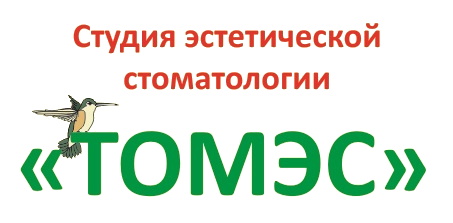 Студия эстетической
стоматологии
«ТОМЭС»